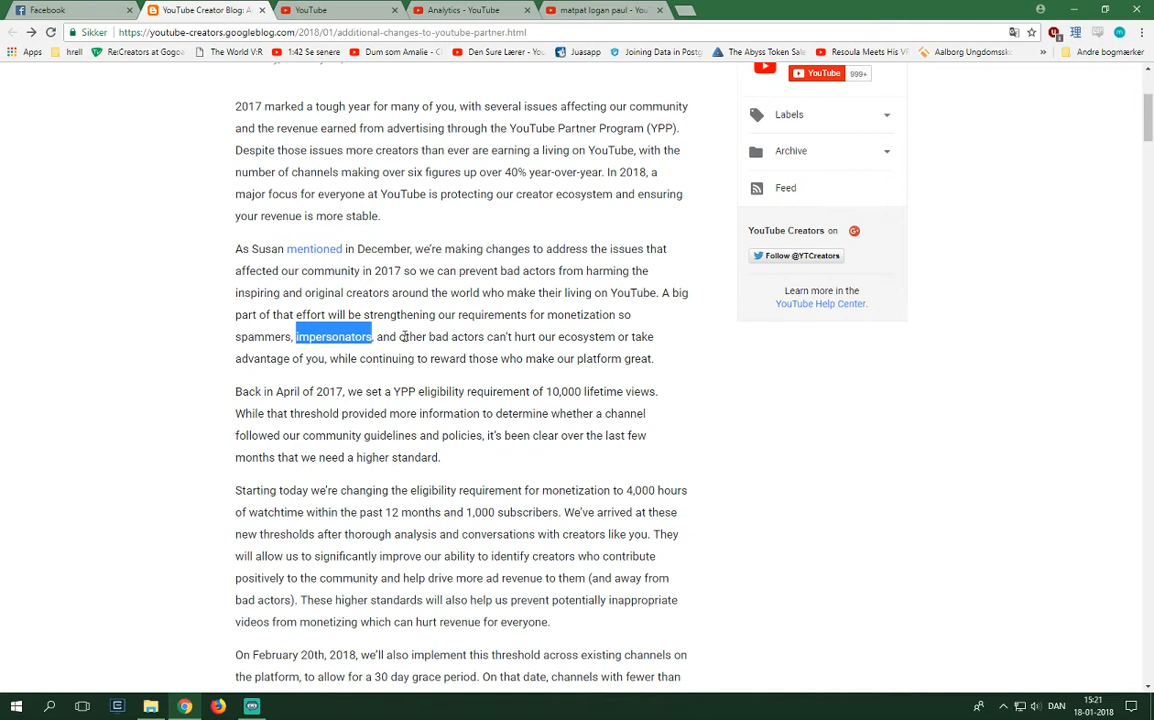 Facebook
YouTube Creator Blog: A
YouTube
Analytics - YouTube
matpat logan paul - You
Sikker
https://youtube-creators.googleblog.com/2018/01/additional-changes-to-youtube-partner.html
Apps
hrell
Re:Creators at Gogoa
The World V:R
1:42 Se senere
Dum som Amalie - C
Den Sure Lærer - You
Juasapp
Joining Data in Postg
The Abyss Token Sale
Resoula Meets His VR
Aalborg Ungdomssko
»
Andre bogmærker
YouTube
999+
2017 marked a tough year for many of you, with several issues affecting our community
and the revenue earned from advertising through the YouTube Partner Program (YPP).
Despite those issues more creators than ever are earning a living on YouTube, with the
number of channels making over six figures up over 40% year-over-year. In 2018, a
major focus for everyone at YouTube is protecting our creator ecosystem and ensuring
your revenue is more stable.
As Susan mentioned in December, we're making changes to address the issues that
affected our community in 2017 so we can prevent bad actors from harming the
inspiring and original creators around the world who make their living on YouTube. A big
part of that effort will be strengthening our requirements for monetization so
spammers, impersonators, and other bad actors can't hurt our ecosystem or take
advantage of you, while continuing to reward those who make our platform great.
Back in April of 2017, we set a YPP eligibility requirement of 10,000 lifetime views.
While that threshold provided more information to determine whether a channel
followed our community guidelines and policies, it's been clear over the last few
months that we need a higher standard.
Starting today we're changing the eligibility requirement for monetization to 4,000 hours
of watchtime within the past 12 months and 1,000 subscribers. We've arrived at these
new thresholds after thorough analysis and conversations with creators like you. They
will allow us to significantly improve our ability to identify creators who contribute
positively to the community and help drive more ad revenue to them (and away from
bad actors). These higher standards will also help us prevent potentially inappropriate
videos from monetizing which can hurt revenue for everyone.
On February 20th, 2018, we'll also implement this threshold across existing channels on
the platform, to allow for a 30 day grace period. On that date, channels with fewer than
Labels
Archive
Feed
YouTube Creators on
Follow @YTCreators
Learn more in the
YouTube Help Center.
DAN
15:21
18-01-2018